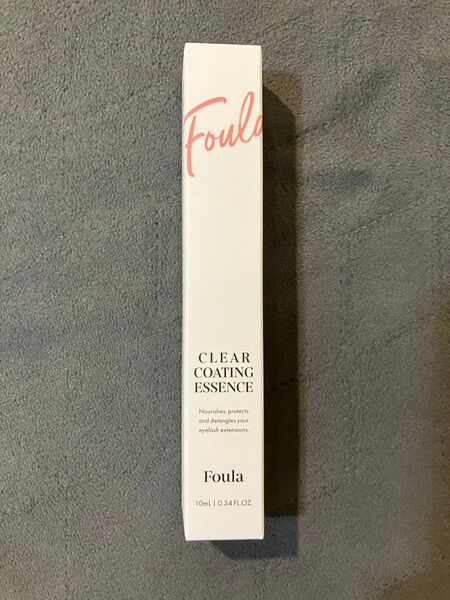 Foula
CLEAR
COATING
ESSENCE
Nourishes, protects
and detangles your
eyelash extensions.
Foula
10mL | 0.34 FL.OZ.